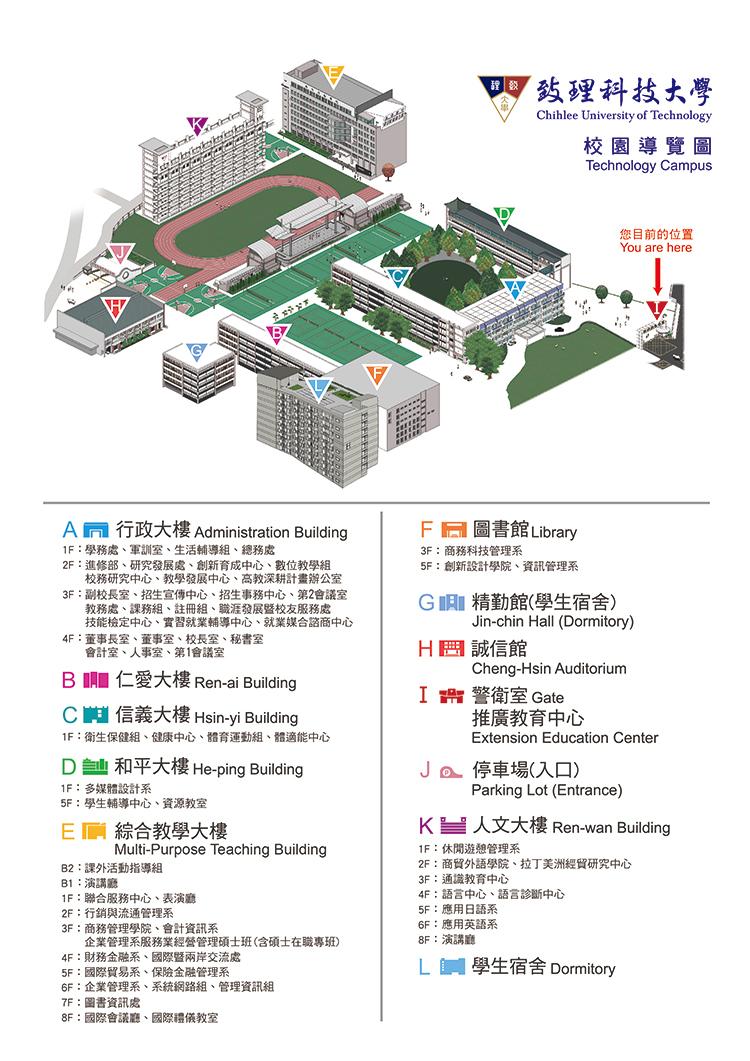 致理科技大學
Chihlee University of Technology
校園導覽圖
Technology Campus
您目前的位置
You are here
E
K
D
J
C
A
H
I
B
G
F
L
A 行政大樓 Administration Building
1F：學務處、軍訓室、生活輔導組、總務處
2F：進修部、研究發展處、創新育成中心、數位教學組
校務研究中心、教學發展中心、高教深耕計畫辦公室
3F：副校長室、招生宣傳中心、招生事務中心、第2會議室
教務處、課務組、註冊組、職涯發展暨校友服務處
技能檢定中心、實習就業輔導中心、就業媒合諮商中心
4F：董事長室、董事室、校長室、秘書室
會計室、人事室、第1會議室
B 仁愛大樓 Ren-ai Building
C 信義大樓 Hsin-yi Building
1F：衛生保健組、健康中心、體育運動組、體適能中心
D 和平大樓 He-ping Building
1F：多媒體設計系
5F：學生輔導中心、資源教室
E 綜合教學大樓
Multi-Purpose Teaching Building
B2：課外活動指導組
B1：演講廳
1F：聯合服務中心、表演廳
2F：行銷與流通管理系
3F：商務管理學院、會計資訊系
企業管理系服務業經營管理碩士班(含碩士在職專班)
4F：財務金融系、國際暨兩岸交流處
5F：國際貿易系、保險金融管理系
6F：企業管理系、系統網路組、管理資訊組
7F：圖書資訊處
8F：國際會議廳、國際禮儀教室
F 圖書館 Library
3F：商務科技管理系
5F：創新設計學院、資訊管理系
G 精勤館(學生宿舍)
Jin-chin Hall (Dormitory)
H 誠信館
Cheng-Hsin Auditorium
I 警衛室 Gate
推廣教育中心
Extension Education Center
J P 停車場(入口)
Parking Lot (Entrance)
K 人文大樓 Ren-wan Building
1F：休閒遊憩管理系
2F：商貿外語學院、拉丁美洲經貿研究中心
3F：通識教育中心
4F：語言中心、語言診斷中心
5F：應用日語系
6F：應用英語系
8F：演講廳
L 學生宿舍 Dormitory